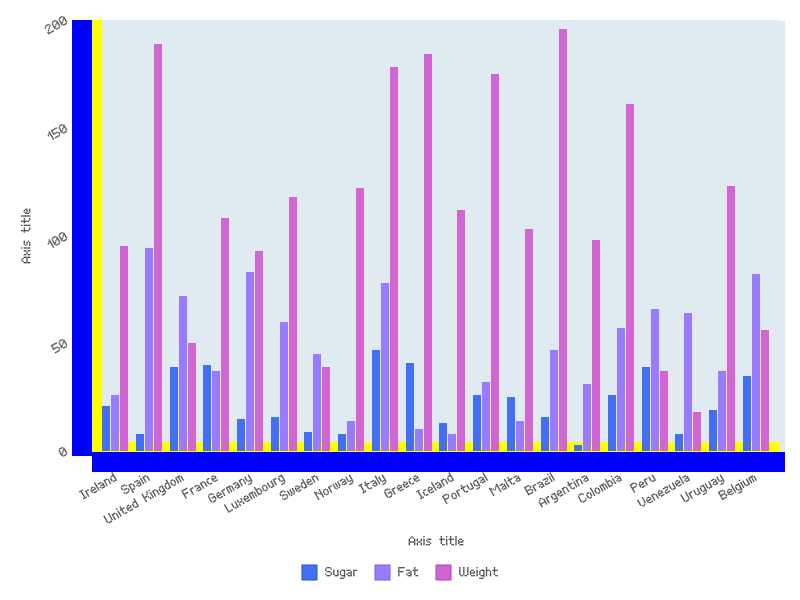 200
150
100
50
0
Axis title
Ireland
Spain
United Kingdom
France
Germany
Luxembourg
Sweden
Norway
Italy
Greece
Iceland
Portugal
Malta
Brazil
Argentina
Colombia
Peru
Venezuela
Uruguay
Belgium
Axis title
Sugar Fat Weight